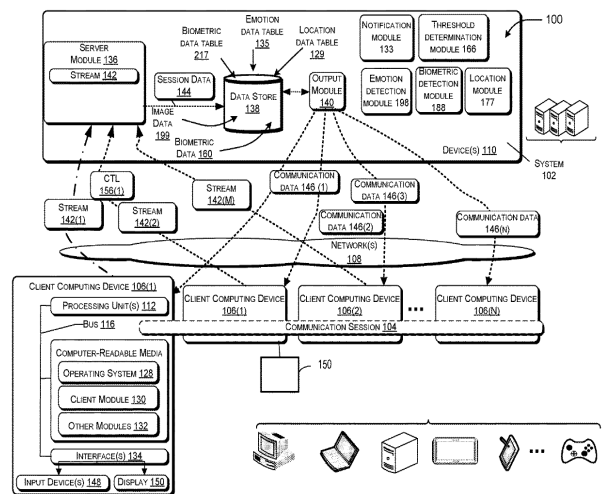 100
SERVER
MODULE 136
STREAM 142
BIOMETRIC
DATA TABLE
217
EMOTION
DATA TABLE
135
LOCATION
DATA TABLE
129
SESSION DATA
144
IMAGE
DATA
199
DATA STORE
138
BIOMETRIC
DATA 160
OUTPUT
MODULE
140
NOTIFICATION
MODULE
133
THRESHOLD
DETERMINATION
MODULE 166
EMOTION
DETECTION
MODULE 198
BIOMETRIC
DETECTION
MODULE
188
LOCATION
MODULE
177
DEVICE(S) 110
SYSTEM
102
CTL
156(1)
STREAM
142(1)
STREAM
142(2)
STREAM
142(M)
COMMUNICATION
DATA 146 (1)
COMMUNICATION
DATA 146(3)
COMMUNICATION
DATA 146(2)
COMMUNICATION DATA
146(N)
NETWORK(S)
108
CLIENT COMPUTING DEVICE 106(1)
PROCESSING UNIT(S) 112
BUS 116
COMPUTER-READABLE MEDIA
OPERATING SYSTEM 128
CLIENT MODULE 130
OTHER MODULES 132
INTERFACE(S) 134
INPUT DEVICE(S) 148
DISPLAY 150
CLIENT COMPUTING DEVICE
106(1)
CLIENT COMPUTING DEVICE
106(2)
...
CLIENT COMPUTING DEVICE
106(N)
COMMUNICATION SESSION 104
150
...